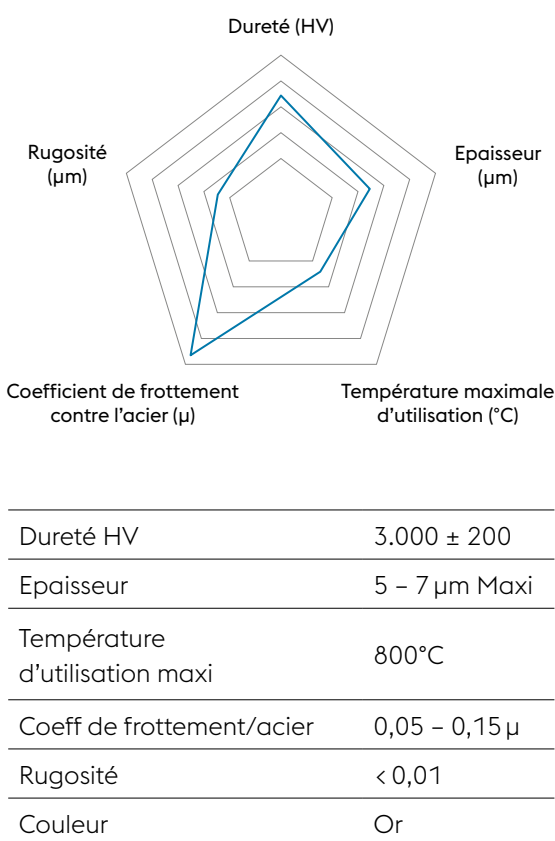 Dureté (HV)
Rugosité
(µm)
Epaisseur
(µm)
Coefficient de frottement
contre l’acier (µ)
Température maximale
d’utilisation (°C)
Dureté HV 3.000 ± 200
Epaisseur 5 – 7 µm Maxi
Température
d’utilisation maxi 800°C
Coeff de frottement/acier 0,05 – 0,15 µ
Rugosité < 0,01
Couleur Or